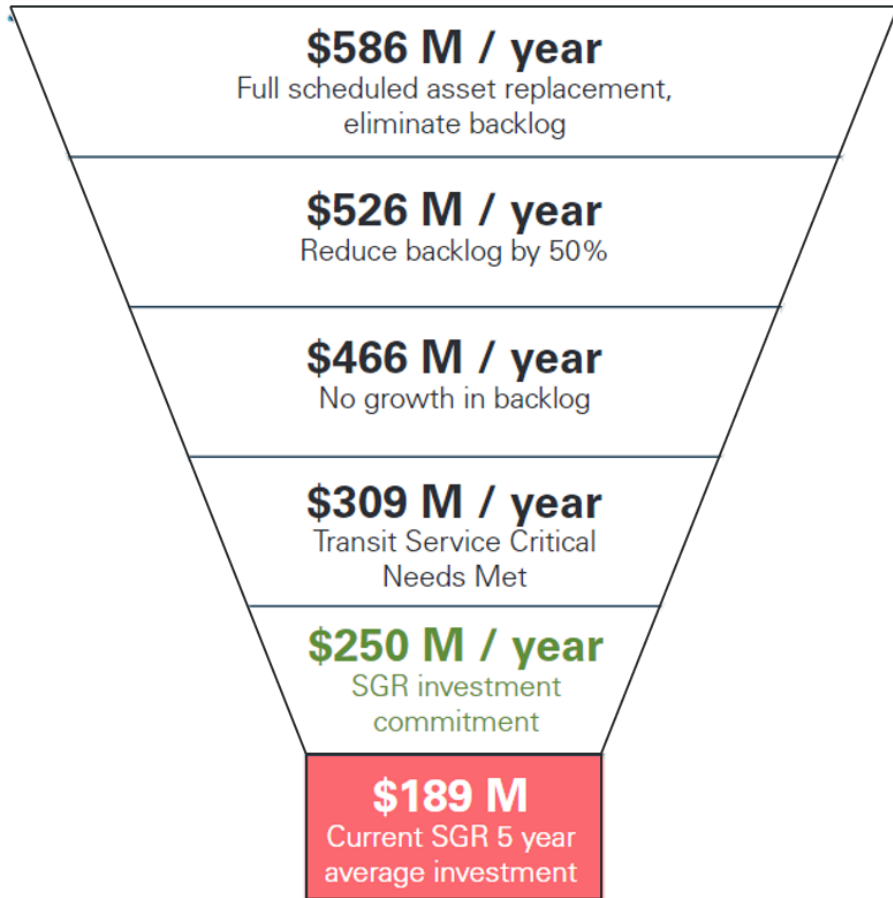 $586 M / year
Full scheduled asset replacement,
eliminate backlog
$526 M / year
Reduce backlog by 50%
$466 M / year
No growth in backlog
$309 M / year
Transit Service Critical
Needs Met
$250 M / year
SGR investment
commitment
$189 M
Current SGR 5 year
average investment